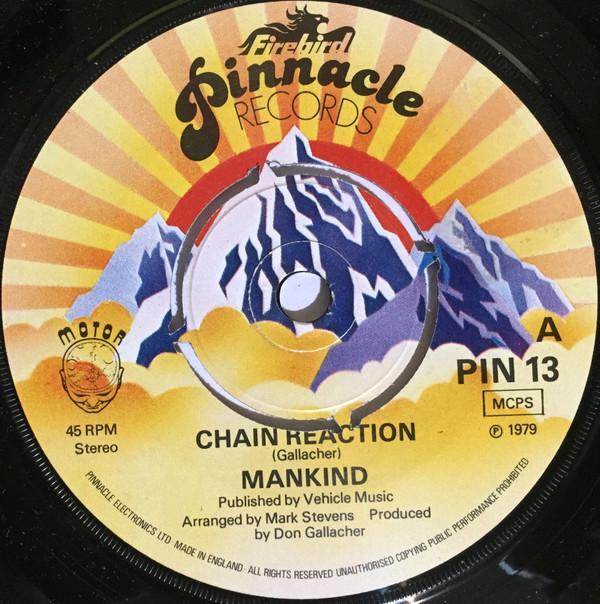 Firebird
Pinnacle
RECORDS
MOTOR
A
PIN 13
MCPS
℗ 1979
45 RPM
Stereo
CHAIN REACTION
(Gallacher)
MANKIND
Published by Vehicle Music
Arranged by Mark Stevens Produced
by Don Gallacher
PINNACLE ELECTRONICS LTD MADE IN ENGLAND · ALL RIGHTS RESERVED UNAUTHORISED COPYING PUBLIC PERFORMANCE PROHIBITED